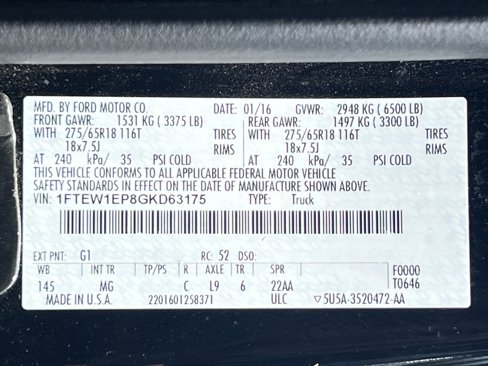 MFD. BY FORD MOTOR CO. DATE: 01/16 GVWR: 2948 KG ( 6500 LB)
FRONT GAWR: 1531 KG ( 3375 LB) REAR GAWR: 1497 KG ( 3300 LB)
WITH 275/65R18 116T TIRES WITH 275/65R18 116T TIRES
18x7.5J RIMS 18x7.5J RIMS
AT 240 kPa/ 35 PSI COLD AT 240 kPa/ 35 PSI COLD
THIS VEHICLE CONFORMS TO ALL APPLICABLE FEDERAL MOTOR VEHICLE
SAFETY STANDARDS IN EFFECT ON THE DATE OF MANUFACTURE SHOWN ABOVE.
VIN: 1FTEW1EP8GKD63175 TYPE: Truck
EXT PNT: G1 RC: 52 DSO:
WB INT TR TP/PS R AXLE TR SPR F0000
145 MG C L9 6 22AA T0646
MADE IN U.S.A. 2201601258371 ULC ▽5U5A-3520472-AA